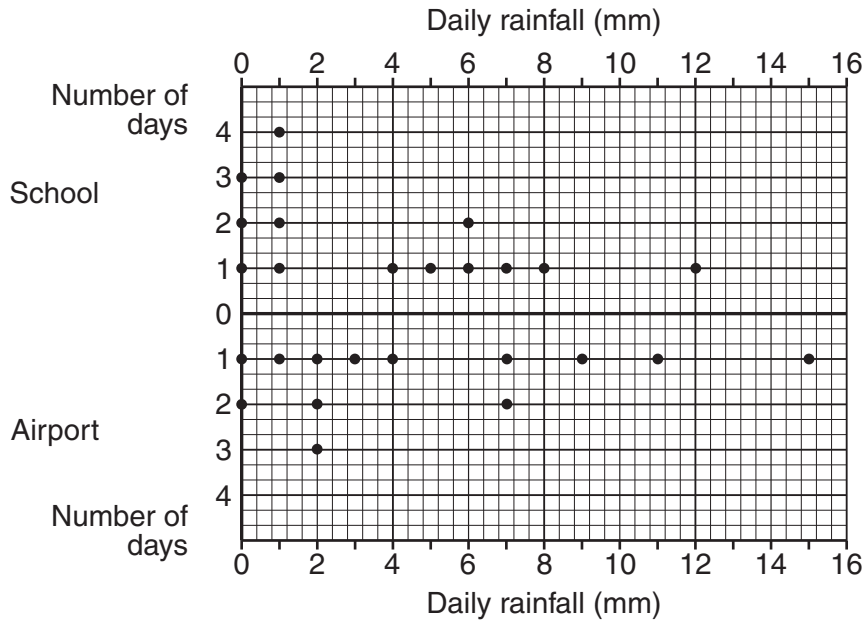 Daily rainfall (mm)
0 2 4 6 8 10 12 14 16
Number of
days
4
3
School
2
1
0
1
2
Airport
3
4
Number of
days
0 2 4 6 8 10 12 14 16
Daily rainfall (mm)